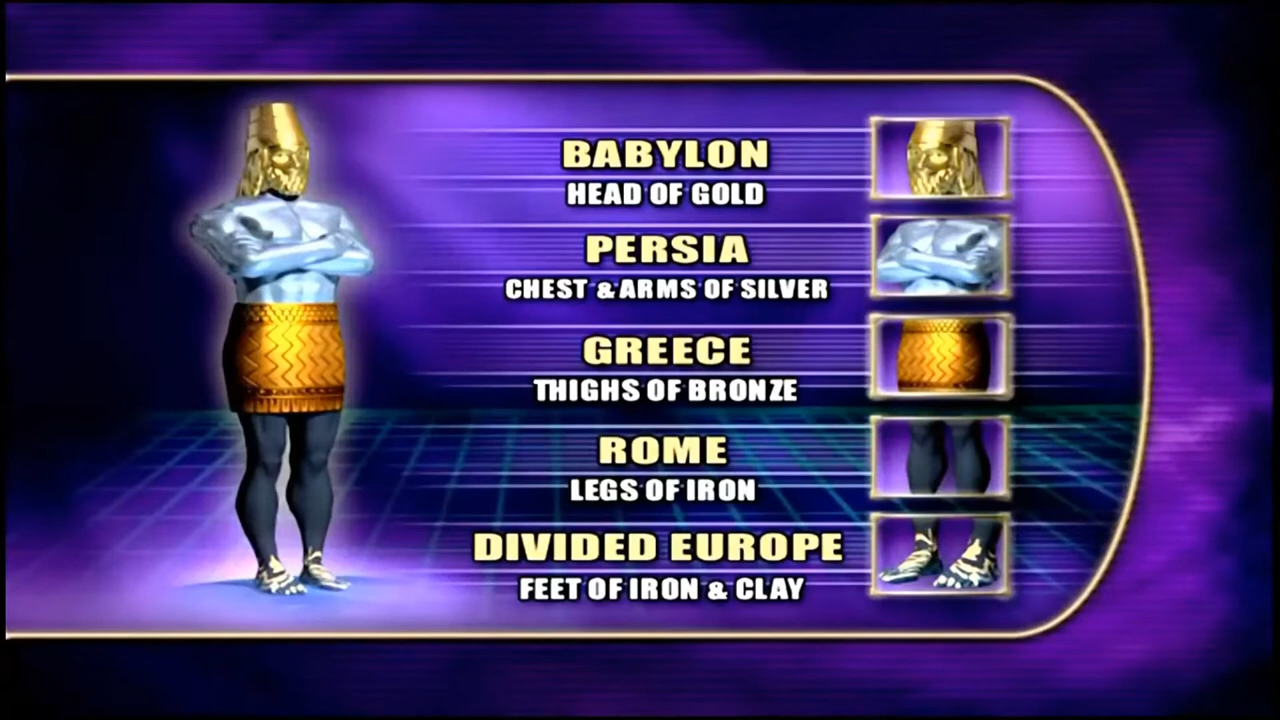 BABYLON
HEAD OF GOLD
PERSIA
CHEST & ARMS OF SILVER
GREECE
THIGHS OF BRONZE
ROME
LEGS OF IRON
DIVIDED EUROPE
FEET OF IRON & CLAY